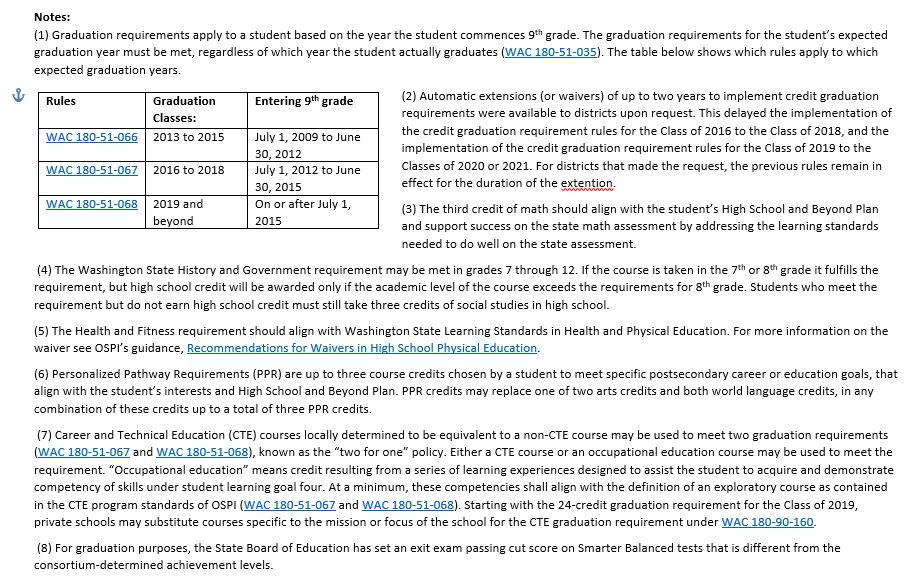 Notes:
(1) Graduation requirements apply to a student based on the year the student commences 9th grade. The graduation requirements for the student's expected
graduation year must be met, regardless of which year the student actually graduates (WAC 180-51-035). The table below shows which rules apply to which
expected graduation years.
Rules Graduation Classes: Entering 9th grade
WAC 180-51-066 2013 to 2015 July 1, 2009 to June 30, 2012
WAC 180-51-067 2016 to 2018 July 1, 2012 to June 30, 2015
WAC 180-51-068 2019 and beyond On or after July 1, 2015
(2) Automatic extensions (or waivers) of up to two years to implement credit graduation
requirements were available to districts upon request. This delayed the implementation of
the credit graduation requirement rules for the Class of 2016 to the Class of 2018, and the
implementation of the credit graduation requirement rules for the Class of 2019 to the
Classes of 2020 or 2021. For districts that made the request, the previous rules remain in
effect for the duration of the extention.
(3) The third credit of math should align with the student's High School and Beyond Plan
and support success on the state math assessment by addressing the learning standards
needed to do well on the state assessment.
(4) The Washington State History and Government requirement may be met in grades 7 through 12. If the course is taken in the 7th or 8th grade it fulfills the
requirement, but high school credit will be awarded only if the academic level of the course exceeds the requirements for 8th grade. Students who meet the
requirement but do not earn high school credit must still take three credits of social studies in high school.
(5) The Health and Fitness requirement should align with Washington State Learning Standards in Health and Physical Education. For more information on the
waiver see OSPI's guidance, Recommendations for Waivers in High School Physical Education.
(6) Personalized Pathway Requirements (PPR) are up to three course credits chosen by a student to meet specific postsecondary career or education goals, that
align with the student's interests and High School and Beyond Plan. PPR credits may replace one of two arts credits and both world language credits, in any
combination of these credits up to a total of three PPR credits.
(7) Career and Technical Education (CTE) courses locally determined to be equivalent to a non-CTE course may be used to meet two graduation requirements
(WAC 180-51-067 and WAC 180-51-068), known as the "two for one" policy. Either a CTE course or an occupational education course may be used to meet the
requirement. "Occupational education" means credit resulting from a series of learning experiences designed to assist the student to acquire and demonstrate
competency of skills under student learning goal four. At a minimum, these competencies shall align with the definition of an exploratory course as contained
in the CTE program standards of OSPI (WAC 180-51-067 and WAC 180-51-068). Starting with the 24-credit graduation requirement for the Class of 2019,
private schools may substitute courses specific to the mission or focus of the school for the CTE graduation requirement under WAC 180-90-160.
(8) For graduation purposes, the State Board of Education has set an exit exam passing cut score on Smarter Balanced tests that is different from the
consortium-determined achievement levels.